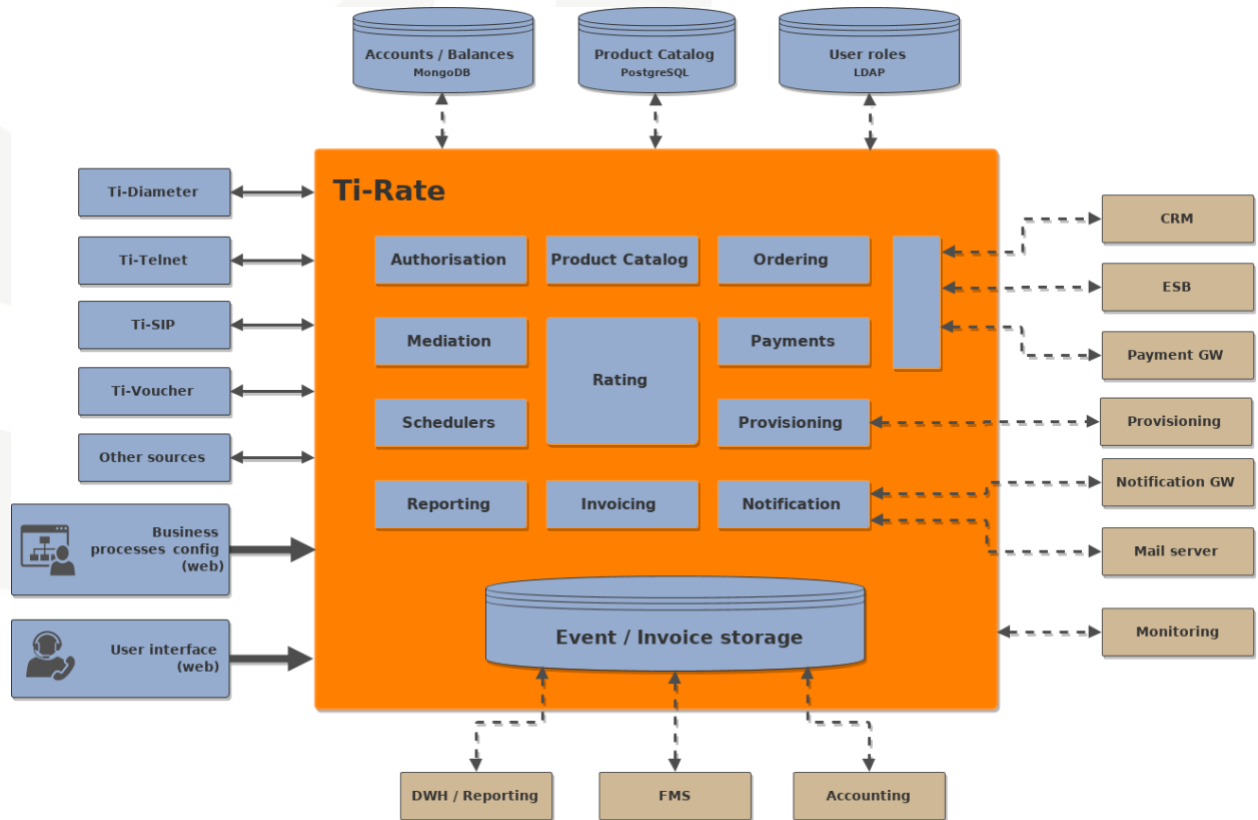 Accounts / Balances
MongoDB
Product Catalog
PostgreSQL
User roles
LDAP
Ti-Rate
Ti-Diameter
Ti-Telnet
Ti-SIP
Ti-Voucher
Other sources
Business
processes config
(web)
User interface
(web)
Authorisation
Product Catalog
Ordering
Mediation
Rating
Payments
Schedulers
Provisioning
Reporting
Invoicing
Notification
Event / Invoice storage
CRM
ESB
Payment GW
Provisioning
Notification GW
Mail server
Monitoring
DWH / Reporting
FMS
Accounting